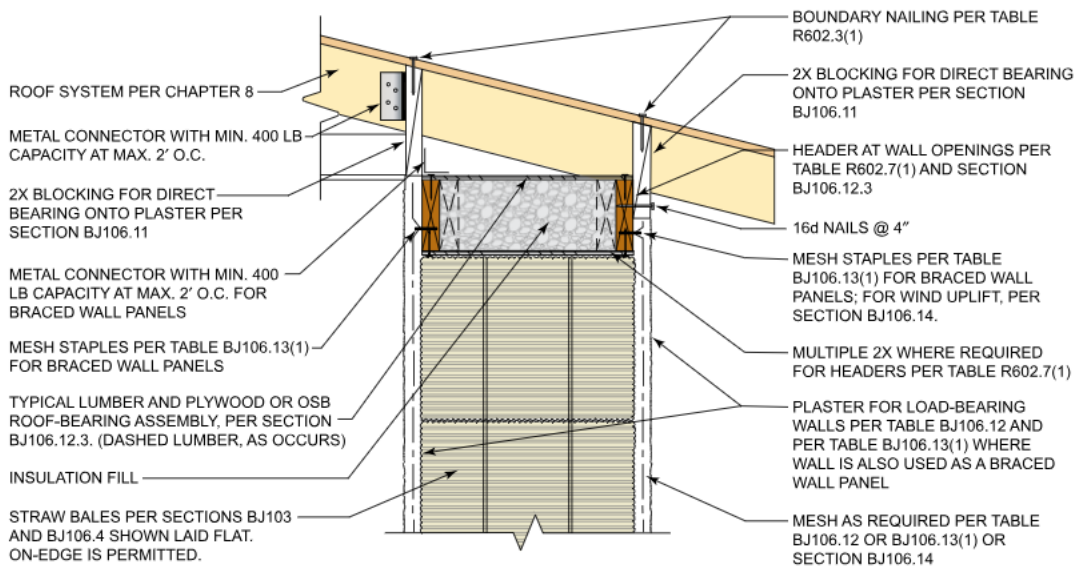 ROOF SYSTEM PER CHAPTER 8
METAL CONNECTOR WITH MIN. 400 LB
CAPACITY AT MAX. 2' O.C.
2X BLOCKING FOR DIRECT
BEARING ONTO PLASTER PER
SECTION BJ106.11
METAL CONNECTOR WITH MIN. 400
LB CAPACITY AT MAX. 2' O.C. FOR
BRACED WALL PANELS
MESH STAPLES PER TABLE BJ106.13(1)
FOR BRACED WALL PANELS
TYPICAL LUMBER AND PLYWOOD OR OSB
ROOF-BEARING ASSEMBLY, PER SECTION
BJ106.12.3. (DASHED LUMBER, AS OCCURS)
INSULATION FILL
STRAW BALES PER SECTIONS BJ103
AND BJ106.4 SHOWN LAID FLAT.
ON-EDGE IS PERMITTED.
BOUNDARY NAILING PER TABLE
R602.3(1)
2X BLOCKING FOR DIRECT BEARING
ONTO PLASTER PER SECTION
BJ106.11
HEADER AT WALL OPENINGS PER
TABLE R602.7(1) AND SECTION
BJ106.12.3
16d NAILS @ 4″
MESH STAPLES PER TABLE
BJ106.13(1) FOR BRACED WALL
PANELS; FOR WIND UPLIFT, PER
SECTION BJ106.14.
MULTIPLE 2X WHERE REQUIRED
FOR HEADERS PER TABLE R602.7(1)
PLASTER FOR LOAD-BEARING
WALLS PER TABLE BJ106.12 AND
PER TABLE BJ106.13(1) WHERE
WALL IS ALSO USED AS A BRACED
WALL PANEL
MESH AS REQUIRED PER TABLE
BJ106.12 OR BJ106.13(1) OR
SECTION BJ106.14